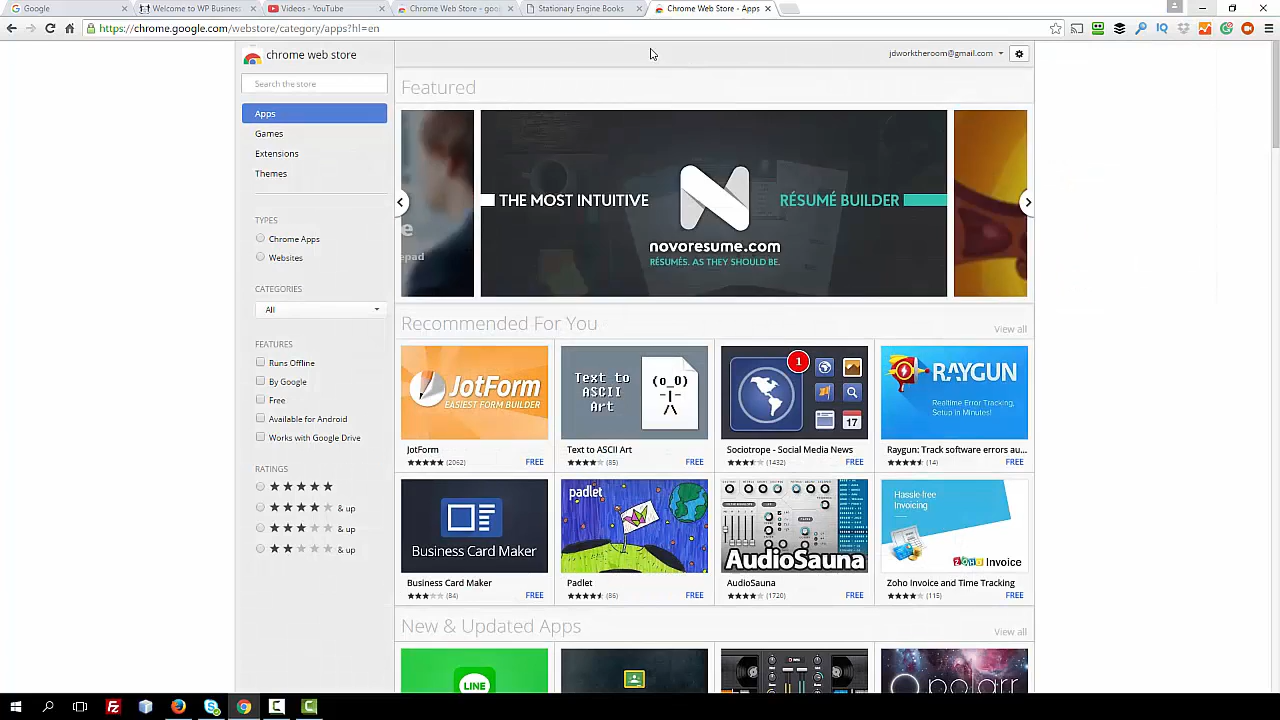 Google
Welcome to WP Business
Videos - YouTube
Chrome Web Store - goo
Stationary Engine Books
Chrome Web Store - Apps
https://chrome.google.com/webstore/category/apps?hl=en
chrome web store
jdworktheroom@gmail.com
Search the store
Featured
Apps
Games
Extensions
Themes
THE MOST INTUITIVE
RÉSUMÉ BUILDER
novoresume.com
RÉSUMÉS. AS THEY SHOULD BE.
TYPES
Chrome Apps
Websites
CATEGORIES
All
FEATURES
Runs Offline
By Google
Free
Available for Android
Works with Google Drive
RATINGS
& up
& up
& up
Recommended For You
View all
JotForm
EASIEST FORM BUILDER
Text to
ASCII
Art
(o_O)
-|-
/\
1
17
RAYGUN
Realtime Error Tracking,
Setup in Minutes!
JotForm
(2062)
FREE
Text to ASCII Art
(85)
FREE
Sociotrope - Social Media News
(1432)
FREE
Raygun: Track software errors au...
(14)
FREE
Business Card Maker
padlet
AudioSauna
Hassle-free
Invoicing
ZOHO Invoice
Business Card Maker
(84)
FREE
Padlet
(86)
FREE
AudioSauna
(1720)
FREE
Zoho Invoice and Time Tracking
(115)
FREE
New & Updated Apps
View all
LINE
polarr